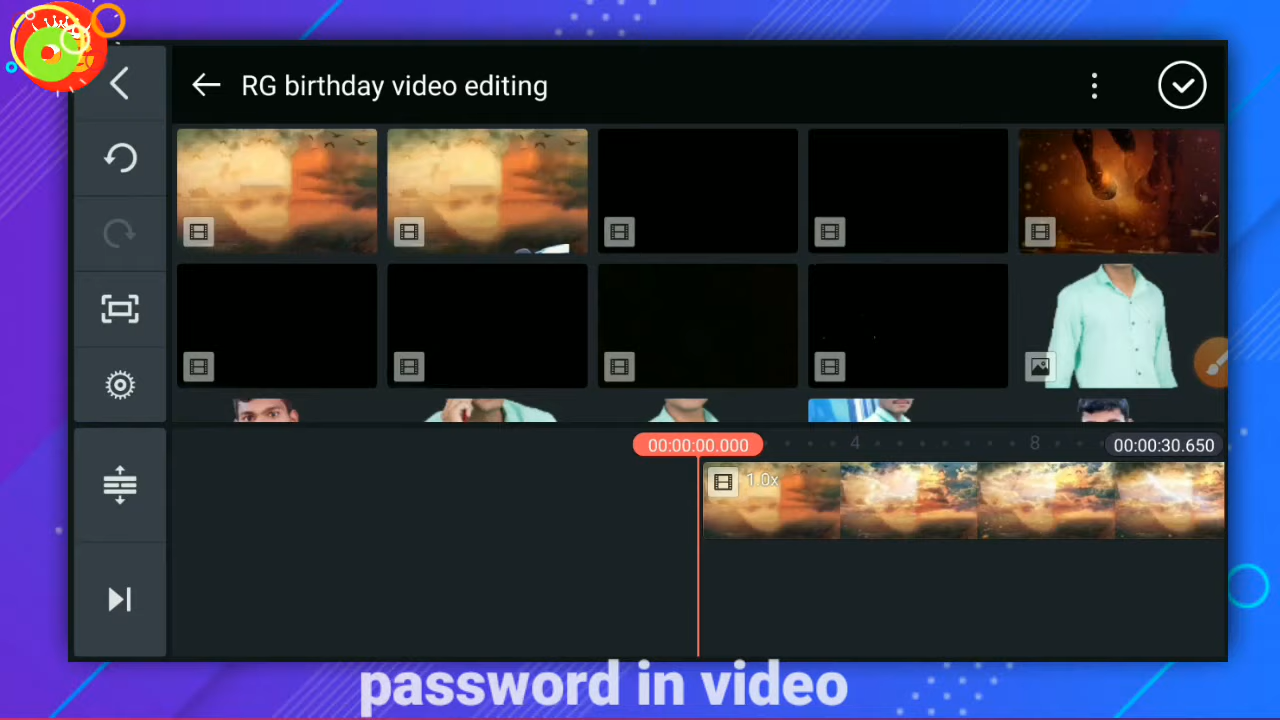 RG birthday video editing
00:00:00.000
4
8
00:00:30.650
1.0x
password in video